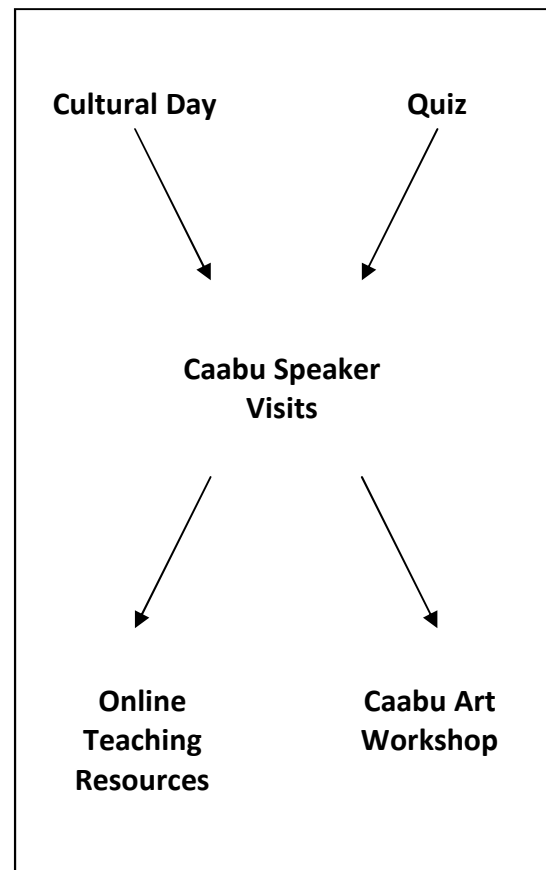 Cultural Day
Quiz
Caabu Speaker
Visits
Online
Teaching
Resources
Caabu Art
Workshop